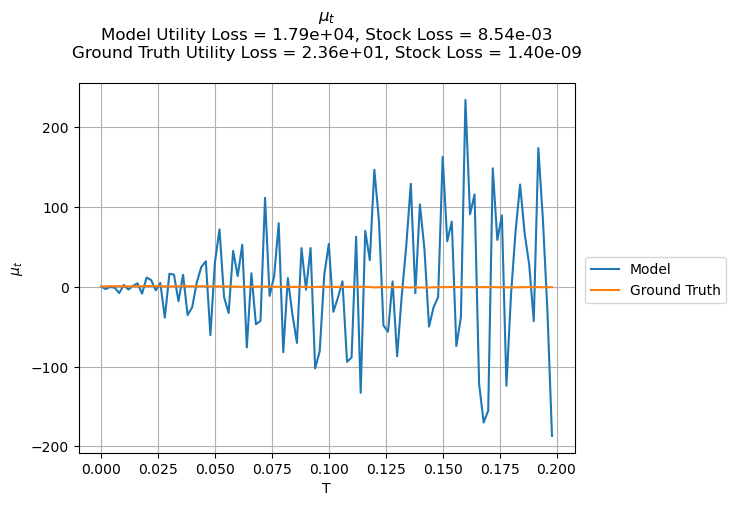 μₜ
Model Utility Loss = 1.79e+04, Stock Loss = 8.54e-03
Ground Truth Utility Loss = 2.36e+01, Stock Loss = 1.40e-09
200
100
0
−100
−200
μₜ
0.000 0.025 0.050 0.075 0.100 0.125 0.150 0.175 0.200
T
Model
Ground Truth